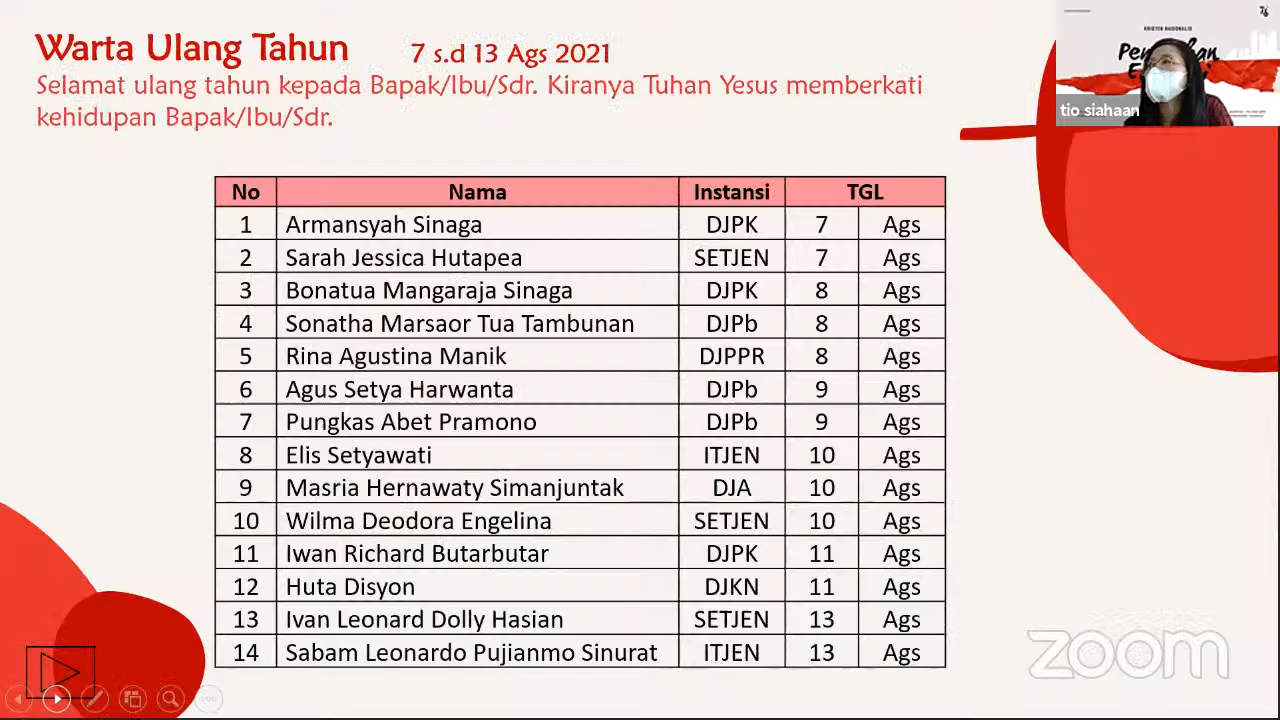 Warta Ulang Tahun 7 s.d 13 Ags 2021
Selamat ulang tahun kepada Bapak/Ibu/Sdr. Kiranya Tuhan Yesus memberkati
kehidupan Bapak/Ibu/Sdr.
KRISTEN NASIONALIS
tio siahaan
No Nama Instansi TGL
1 Armansyah Sinaga DJPK 7 Ags
2 Sarah Jessica Hutapea SETJEN 7 Ags
3 Bonatua Mangaraja Sinaga DJPK 8 Ags
4 Sonatha Marsaor Tua Tambunan DJPb 8 Ags
5 Rina Agustina Manik DJPPR 8 Ags
6 Agus Setya Harwanta DJPb 9 Ags
7 Pungkas Abet Pramono DJPb 9 Ags
8 Elis Setyawati ITJEN 10 Ags
9 Masria Hernawaty Simanjuntak DJA 10 Ags
10 Wilma Deodora Engelina SETJEN 10 Ags
11 Iwan Richard Butarbutar DJPK 11 Ags
12 Huta Disyon DJKN 11 Ags
13 Ivan Leonard Dolly Hasian SETJEN 13 Ags
14 Sabam Leonardo Pujianmo Sinurat ITJEN 13 Ags
zoom